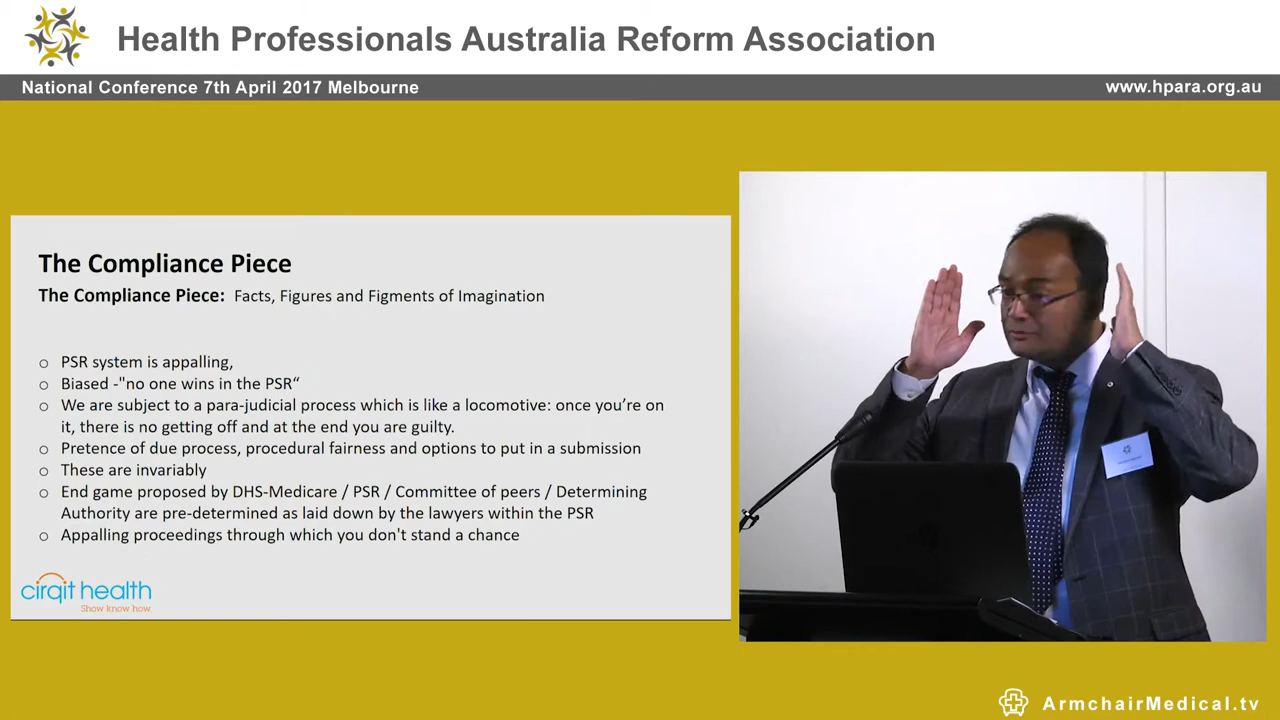 Health Professionals Australia Reform Association
National Conference 7th April 2017 Melbourne
www.hpara.org.au
The Compliance Piece
The Compliance Piece: Facts, Figures and Figments of Imagination
PSR system is appalling,
Biased -"no one wins in the PSR“
We are subject to a para-judicial process which is like a locomotive: once you’re on
it, there is no getting off and at the end you are guilty.
Pretence of due process, procedural fairness and options to put in a submission
These are invariably
End game proposed by DHS-Medicare / PSR / Committee of peers / Determining
Authority are pre-determined as laid down by the lawyers within the PSR
Appalling proceedings through which you don't stand a chance
cirqit health
Show know how
ArmchairMedical.tv